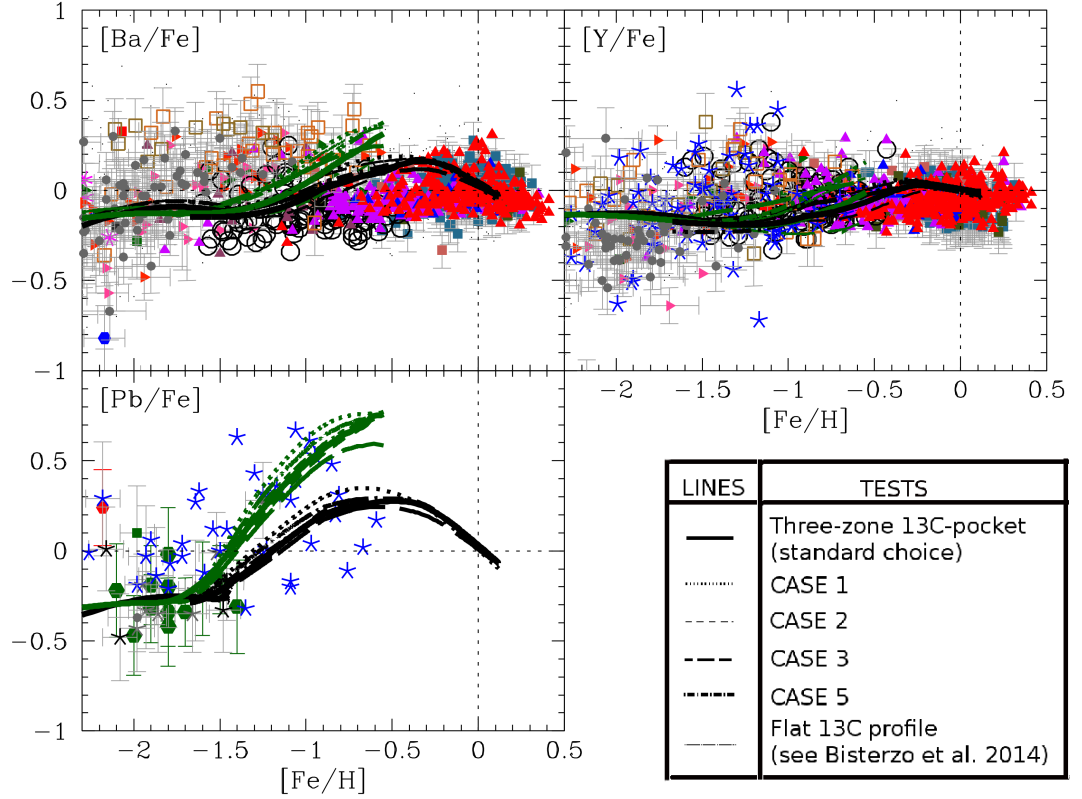 [Ba/Fe]
[Y/Fe]
1
0.5
0
−0.5
−1
[Pb/Fe]
0.5
0
−0.5
−1
−2
−1.5
−1
−0.5
0
0.5
[Fe/H]
−2
−1.5
−1
−0.5
0
0.5
[Fe/H]
LINES
TESTS
Three-zone 13C-pocket
(standard choice)
CASE 1
CASE 2
CASE 3
CASE 5
Flat 13C profile
(see Bisterzo et al. 2014)